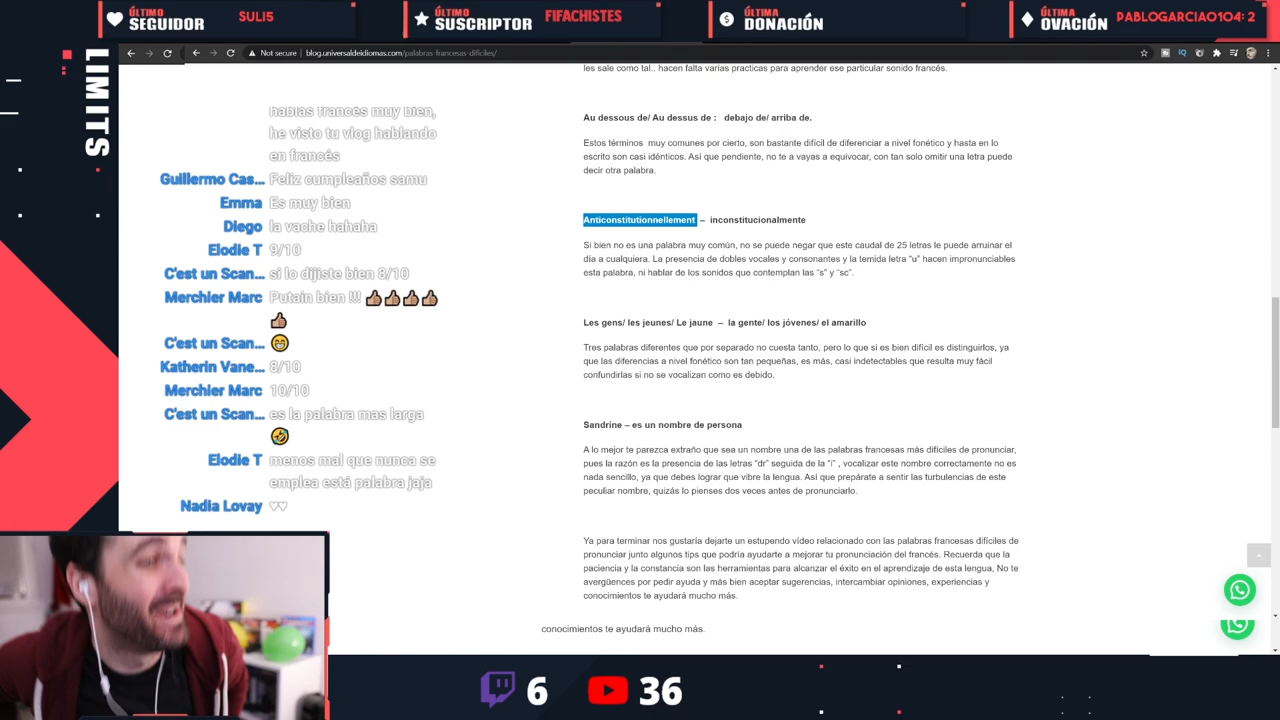 ÚLTIMO
SEGUIDOR
SULI5
ÚLTIMO
SUSCRIPTOR
FIFACHISTES
ÚLTIMA
DONACIÓN
ÚLTIMA
OVACIÓN
PABLOGARCIA0104: 2
LIMITS
Not secure | blog.universaldeidiomas.com/palabras-francesas-dificiles/
hablas francés muy bien,
he visto tu vlog hablando
en francés
Guillermo Cas... Feliz cumpleaños samu
Emma Es muy bien
Diego la vache hahaha
Elodie T 9/10
C'est un Scan... si lo dijiste bien 8/10
Merchier Marc Putain bien !!! 👍🏽👍🏽👍🏽👍🏽
👍🏽
C'est un Scan... 😁
Katherin Vane... 8/10
Merchier Marc 10/10
C'est un Scan... es la palabra mas larga
🤣
Elodie T menos mal que nunca se
emplea está palabra jaja
Nadia Lovay ♥♥
les sale como tal.. hacen falta varias practicas para aprender ese particular sonido francés.
Au dessous de/ Au dessus de : debajo de/ arriba de.
Estos términos muy comunes por cierto, son bastante difícil de diferenciar a nivel fonético y hasta en lo
escrito son casi idénticos. Así que pendiente, no te a vayas a equivocar, con tan solo omitir una letra puede
decir otra palabra.
Anticonstitutionnellement – inconstitucionalmente
Si bien no es una palabra muy común, no se puede negar que este caudal de 25 letras le puede arruinar el
día a cualquiera. La presencia de dobles vocales y consonantes y la temida letra “u” hacen impronunciables
esta palabra, ni hablar de los sonidos que contemplan las “s” y “sc”.
Les gens/ les jeunes/ Le jaune – la gente/ los jóvenes/ el amarillo
Tres palabras diferentes que por separado no cuesta tanto, pero lo que si es bien difícil es distinguirlos, ya
que las diferencias a nivel fonético son tan pequeñas, es más, casi indetectables que resulta muy fácil
confundirlas si no se vocalizan como es debido.
Sandrine – es un nombre de persona
A lo mejor te parezca extraño que sea un nombre una de las palabras francesas más difíciles de pronunciar,
pues la razón es la presencia de las letras “dr” seguida de la “i” , vocalizar este nombre correctamente no es
nada sencillo, ya que debes lograr que vibre la lengua. Así que prepárate a sentir las turbulencias de este
peculiar nombre, quizás lo pienses dos veces antes de pronunciarlo.
Ya para terminar nos gustaría dejarte un estupendo vídeo relacionado con las palabras francesas difíciles de
pronunciar junto algunos tips que podría ayudarte a mejorar tu pronunciación del francés. Recuerda que la
paciencia y la constancia son las herramientas para alcanzar el éxito en el aprendizaje de esta lengua, No te
avergüences por pedir ayuda y más bien aceptar sugerencias, intercambiar opiniones, experiencias y
conocimientos te ayudará mucho más.
conocimientos te ayudará mucho más.
6
36